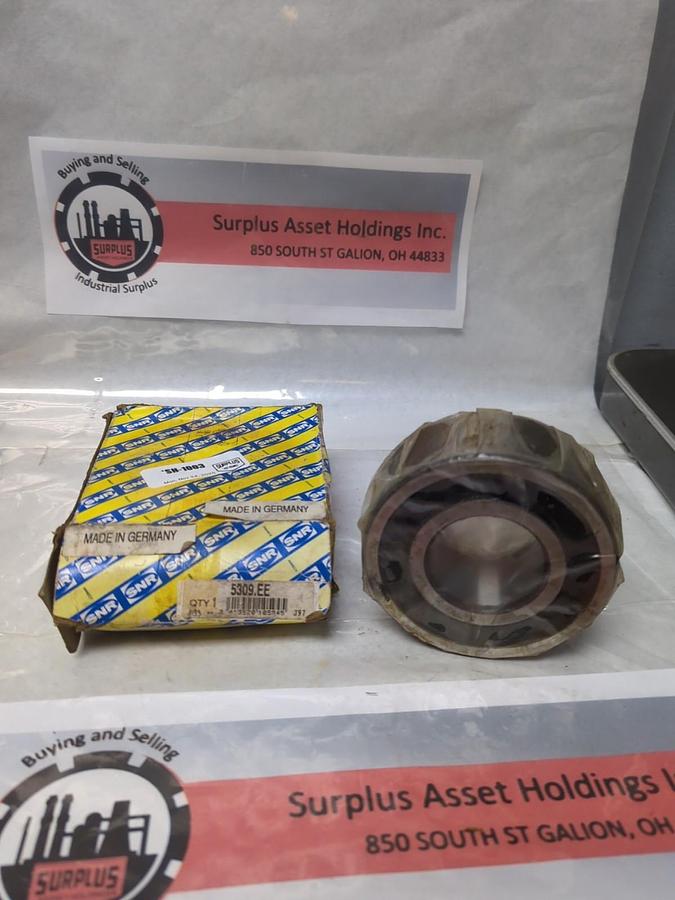 Buying and Selling
SURPLUS
Industrial Surplus
Surplus Asset Holdings Inc.
850 SOUTH ST GALION, OH 44833
SNR
*SH-1003
SURPLUS
MADE IN GERMANY
MADE IN GERMANY
SNR
5309.EE
QTY 1
Buying and Selling
SURPLUS
Surplus Asset Holdings
850 SOUTH ST GALION, OH